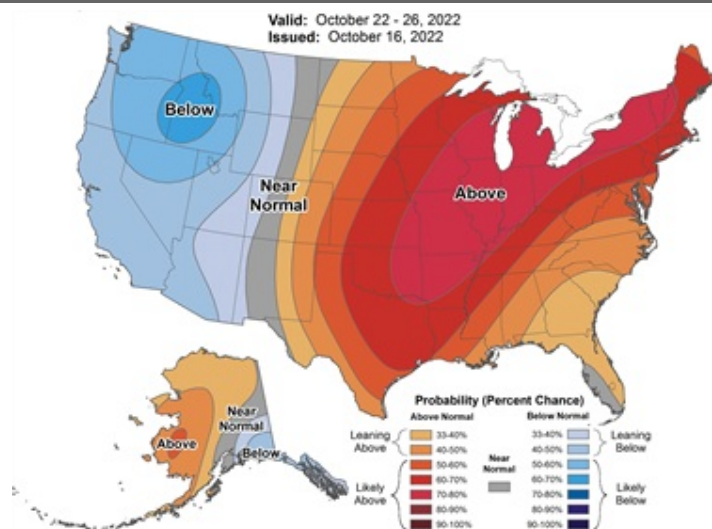 Valid: October 22 - 26, 2022
Issued: October 16, 2022
Below
Near
Normal
Above
Near
Normal
Above
Below
Probability (Percent Chance)
Above Normal
Below Normal
Leaning
Above
33-40%
40-50%
50-60%
60-70%
70-80%
80-90%
90-100%
Likely
Above
Near
Normal
33-40%
40-50%
50-60%
60-70%
70-80%
80-90%
90-100%
Leaning
Below
Likely
Below